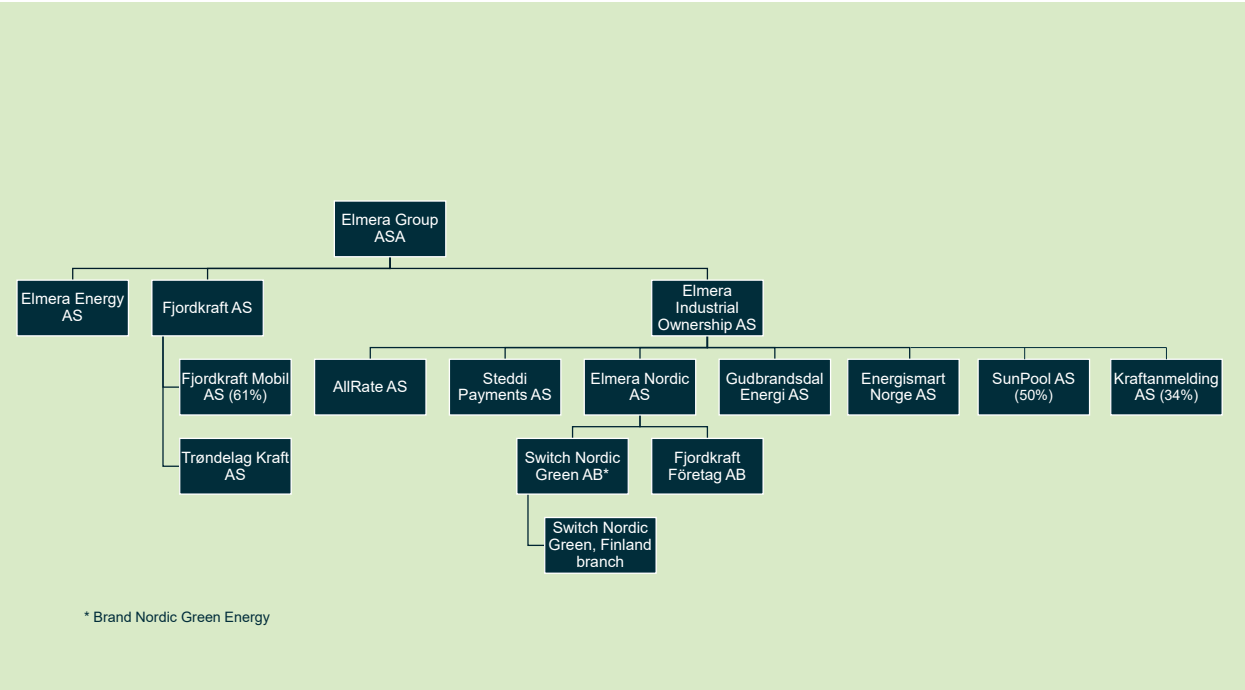 Elmera Group
ASA
Elmera Energy
AS
Fjordkraft AS
Elmera
Industrial
Ownership AS
Fjordkraft Mobil
AS (61%)
AllRate AS
Steddi
Payments AS
Elmera Nordic
AS
Gudbrandsdal
Energi AS
Energismart
Norge AS
SunPool AS
(50%)
Kraftanmelding
AS (34%)
Trøndelag Kraft
AS
Switch Nordic
Green AB*
Fjordkraft
Företag AB
Switch Nordic
Green, Finland
branch
* Brand Nordic Green Energy